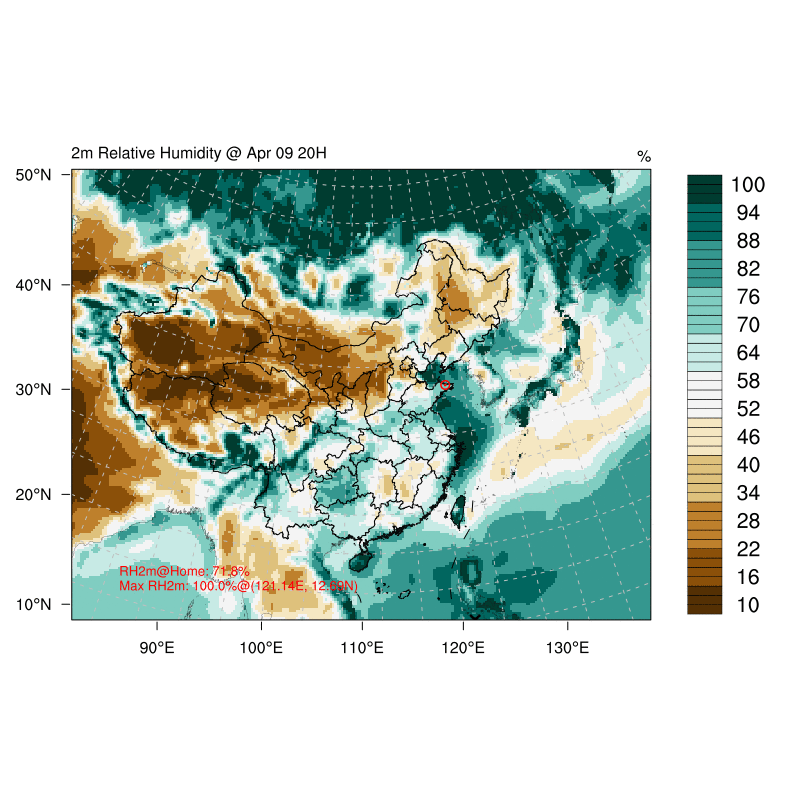 2m Relative Humidity @ Apr 09 20H
%
50°N
40°N
30°N
20°N
10°N
90°E
100°E
110°E
120°E
130°E
100
94
88
82
76
70
64
58
52
46
40
34
28
22
16
10
RH2m@Home: 71.8%
Max RH2m: 100.0%@(121.14E, 12.69N)